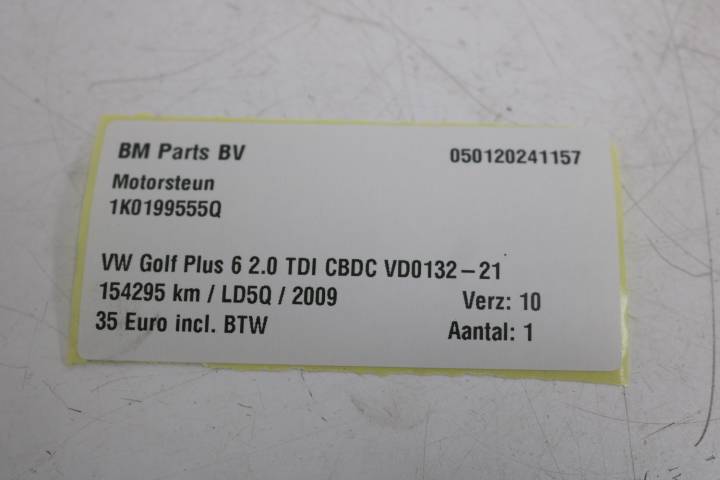 BM Parts BV 050120241157
Motorsteun
1K0199555Q
VW Golf Plus 6 2.0 TDI CBDC VD0132-21
154295 km / LD5Q / 2009 Verz: 10
35 Euro incl. BTW Aantal: 1